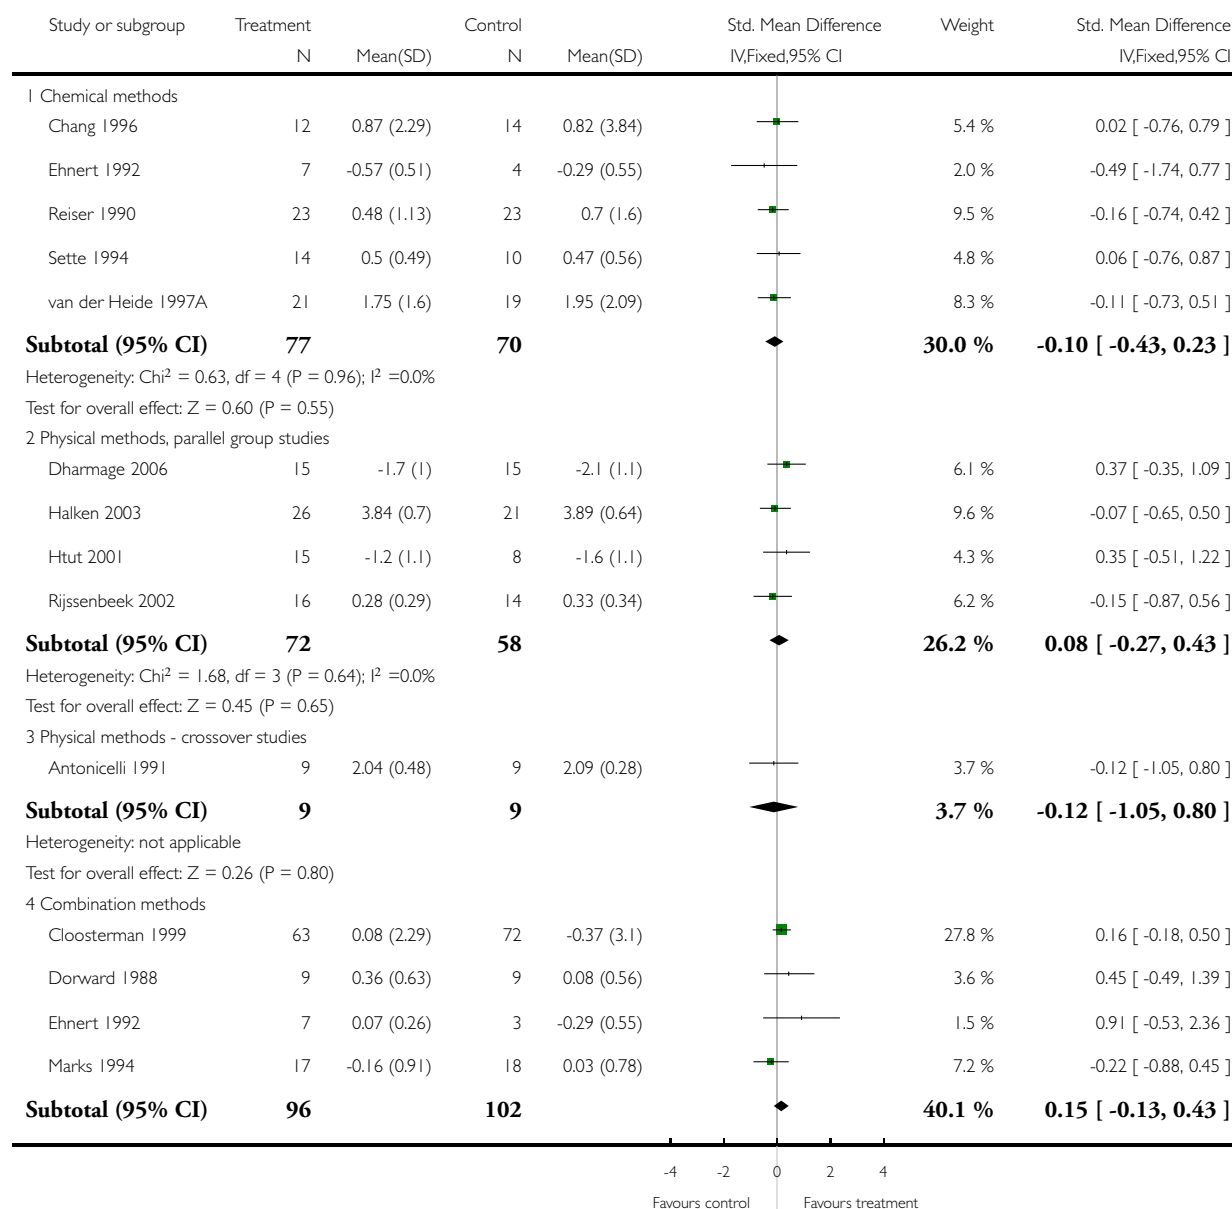 Study or subgroup Treatment Control Std. Mean Difference Weight Std. Mean Difference
N Mean(SD) N Mean(SD) IV,Fixed,95% CI IV,Fixed,95% CI
1 Chemical methods
Chang 1996 12 0.87 (2.29) 14 0.82 (3.84) 5.4 % 0.02 [ -0.76, 0.79 ]
Ehnert 1992 7 -0.57 (0.51) 4 -0.29 (0.55) 2.0 % -0.49 [ -1.74, 0.77 ]
Reiser 1990 23 0.48 (1.13) 23 0.7 (1.6) 9.5 % -0.16 [ -0.74, 0.42 ]
Sette 1994 14 0.5 (0.49) 10 0.47 (0.56) 4.8 % 0.06 [ -0.76, 0.87 ]
van der Heide 1997A 21 1.75 (1.6) 19 1.95 (2.09) 8.3 % -0.11 [ -0.73, 0.51 ]
Subtotal (95% CI) 77 70 30.0 % -0.10 [ -0.43, 0.23 ]
Heterogeneity: Chi² = 0.63, df = 4 (P = 0.96); I² =0.0%
Test for overall effect: Z = 0.60 (P = 0.55)
2 Physical methods, parallel group studies
Dharmage 2006 15 -1.7 (1) 15 -2.1 (1.1) 6.1 % 0.37 [ -0.35, 1.09 ]
Halken 2003 26 3.84 (0.7) 21 3.89 (0.64) 9.6 % -0.07 [ -0.65, 0.50 ]
Htut 2001 15 -1.2 (1.1) 8 -1.6 (1.1) 4.3 % 0.35 [ -0.51, 1.22 ]
Rijssenbeek 2002 16 0.28 (0.29) 14 0.33 (0.34) 6.2 % -0.15 [ -0.87, 0.56 ]
Subtotal (95% CI) 72 58 26.2 % 0.08 [ -0.27, 0.43 ]
Heterogeneity: Chi² = 1.68, df = 3 (P = 0.64); I² =0.0%
Test for overall effect: Z = 0.45 (P = 0.65)
3 Physical methods - crossover studies
Antonicelli 1991 9 2.04 (0.48) 9 2.09 (0.28) 3.7 % -0.12 [ -1.05, 0.80 ]
Subtotal (95% CI) 9 9 3.7 % -0.12 [ -1.05, 0.80 ]
Heterogeneity: not applicable
Test for overall effect: Z = 0.26 (P = 0.80)
4 Combination methods
Cloosterman 1999 63 0.08 (2.29) 72 -0.37 (3.1) 27.8 % 0.16 [ -0.18, 0.50 ]
Dorward 1988 9 0.36 (0.63) 9 0.08 (0.56) 3.6 % 0.45 [ -0.49, 1.39 ]
Ehnert 1992 7 0.07 (0.26) 3 -0.29 (0.55) 1.5 % 0.91 [ -0.53, 2.36 ]
Marks 1994 17 -0.16 (0.91) 18 0.03 (0.78) 7.2 % -0.22 [ -0.88, 0.45 ]
Subtotal (95% CI) 96 102 40.1 % 0.15 [ -0.13, 0.43 ]
-4 -2 0 2 4
Favours control Favours treatment